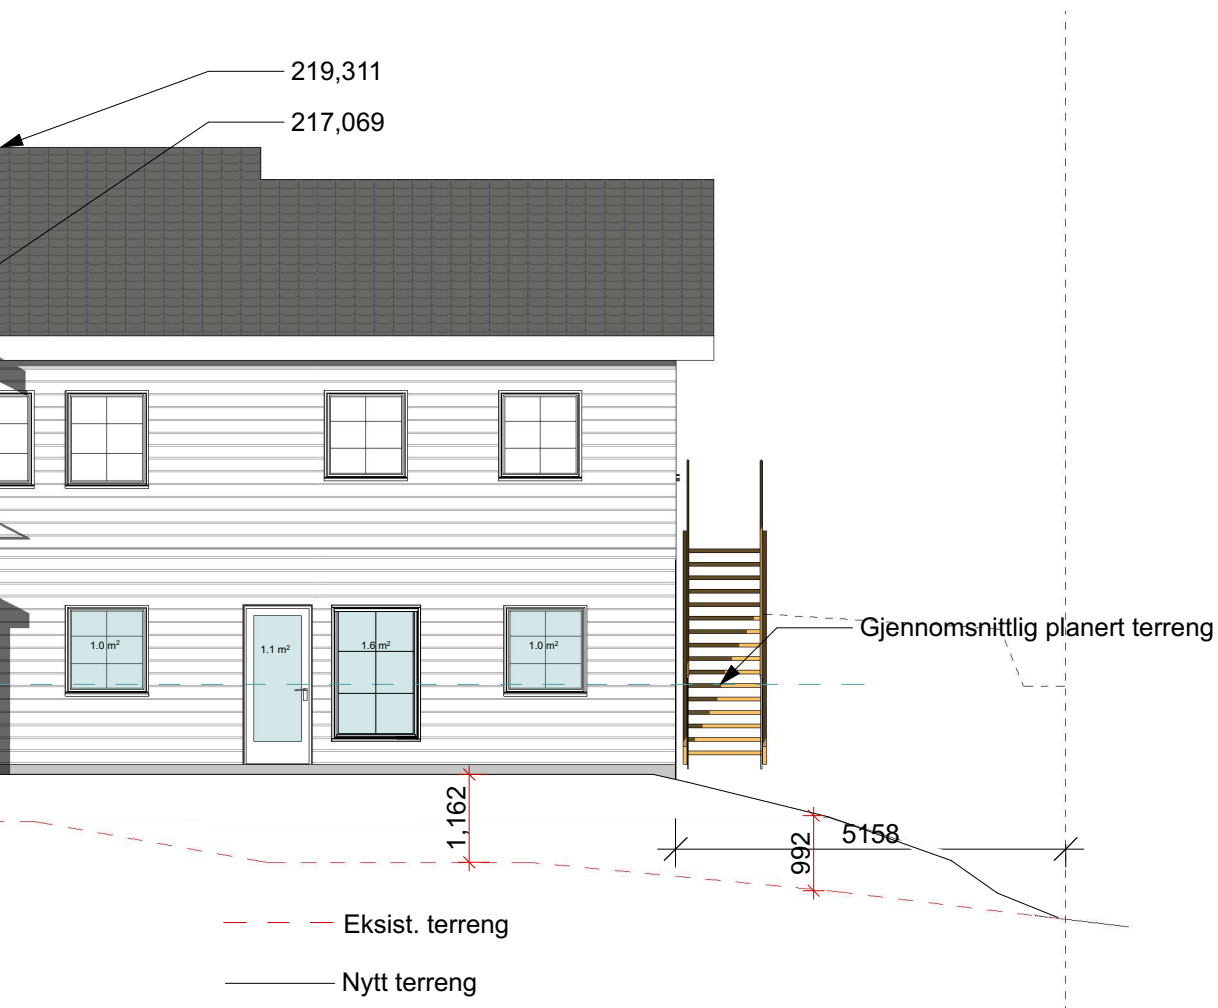 219,311
217,069
1.0 m²
1.1 m²
1.6 m²
1.0 m²
Gjennomsnittlig planert terreng
1,162
992
5158
Eksist. terreng
Nytt terreng